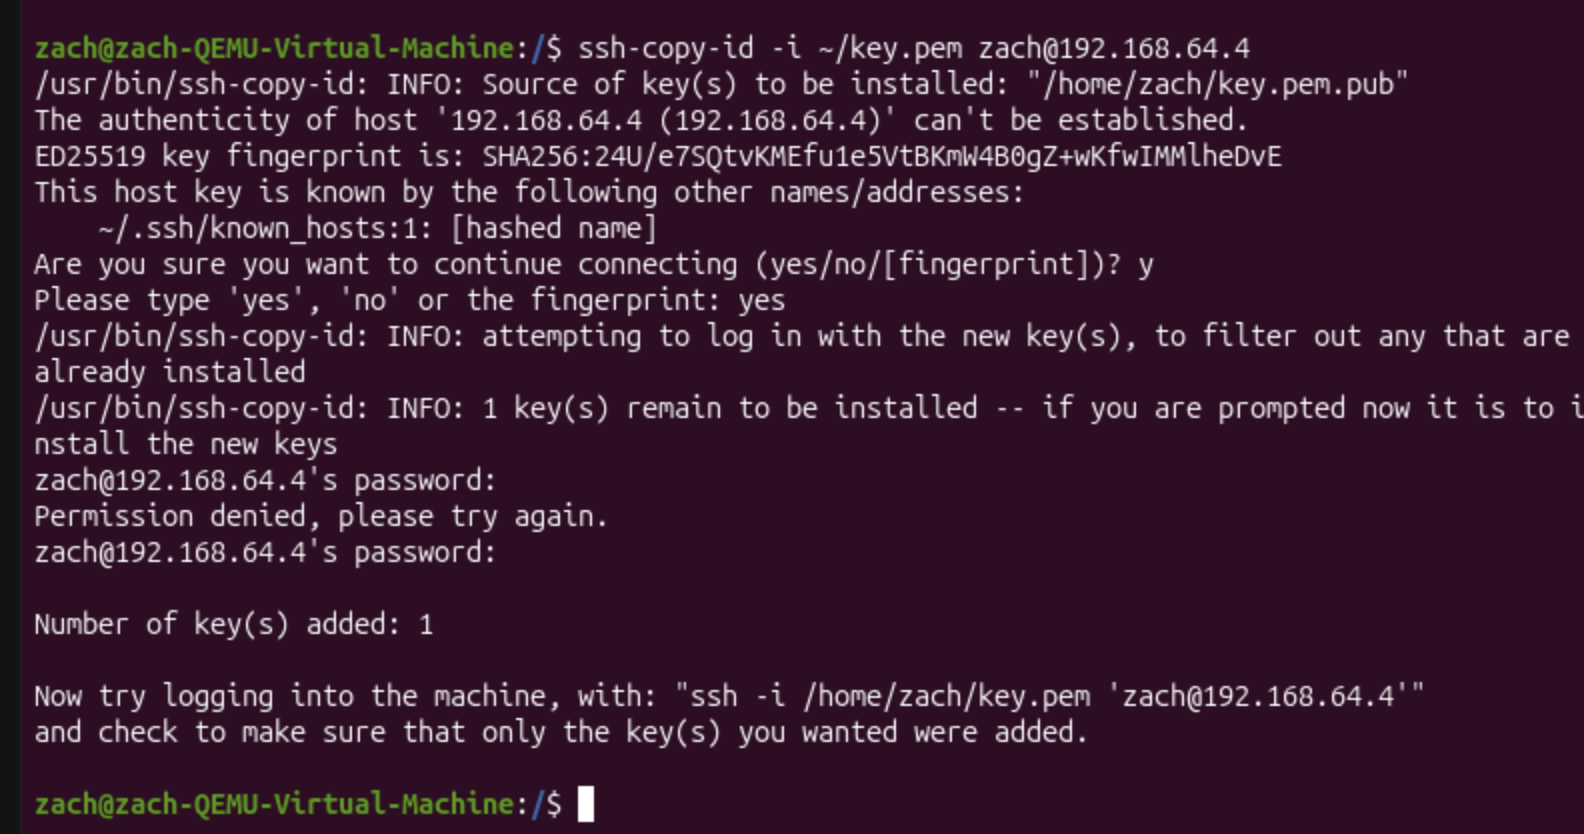 zach@zach-QEMU-Virtual-Machine:/$ ssh-copy-id -i ~/key.pem zach@192.168.64.4
/usr/bin/ssh-copy-id: INFO: Source of key(s) to be installed: "/home/zach/key.pem.pub"
The authenticity of host '192.168.64.4 (192.168.64.4)' can't be established.
ED25519 key fingerprint is: SHA256:24U/e7SQtvKMEfu1e5VtBKmW4B0gZ+wKfwIMMlheDvE
This host key is known by the following other names/addresses:
    ~/.ssh/known_hosts:1: [hashed name]
Are you sure you want to continue connecting (yes/no/[fingerprint])? y
Please type 'yes', 'no' or the fingerprint: yes
/usr/bin/ssh-copy-id: INFO: attempting to log in with the new key(s), to filter out any that are
already installed
/usr/bin/ssh-copy-id: INFO: 1 key(s) remain to be installed -- if you are prompted now it is to i
nstall the new keys
zach@192.168.64.4's password:
Permission denied, please try again.
zach@192.168.64.4's password:

Number of key(s) added: 1

Now try logging into the machine, with: "ssh -i /home/zach/key.pem 'zach@192.168.64.4'"
and check to make sure that only the key(s) you wanted were added.

zach@zach-QEMU-Virtual-Machine:/$